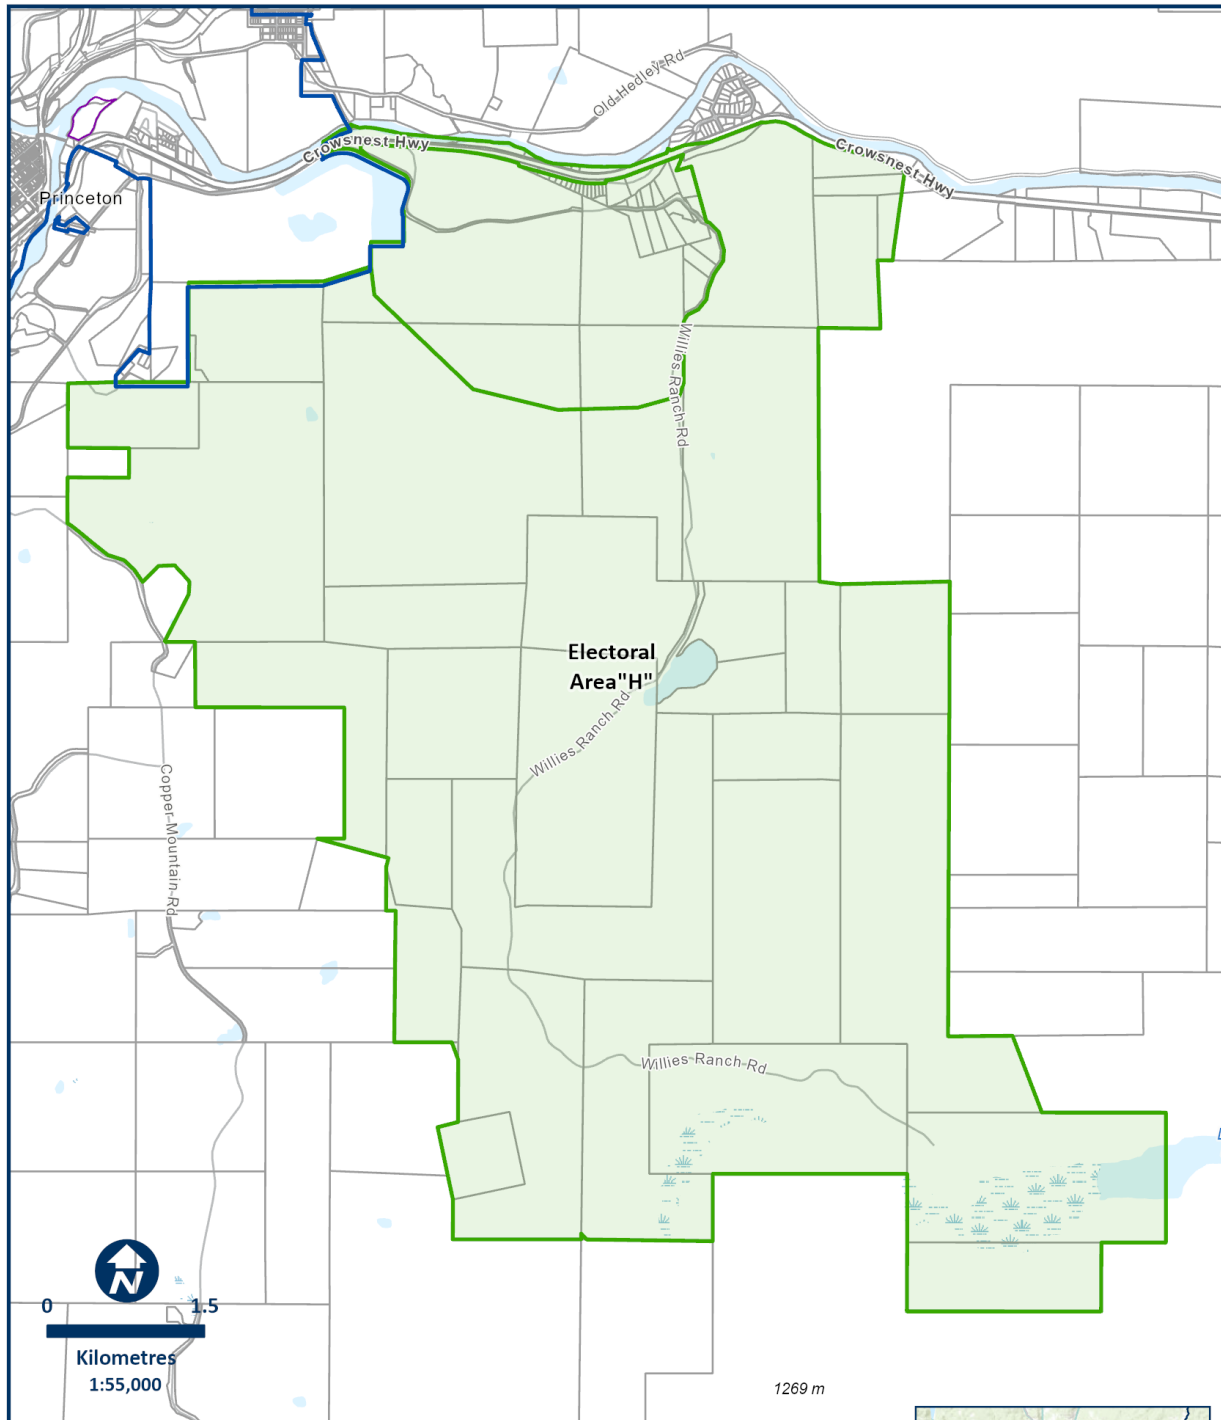 Old Hedley Rd
Crowsnest Hwy
Crowsnest Hwy
Princeton
Willies Ranch Rd
Electoral
Area"H"
Willies Ranch Rd
Copper Mountain Rd
Willies Ranch Rd
N
0 1.5
Kilometres
1:55,000
1269 m